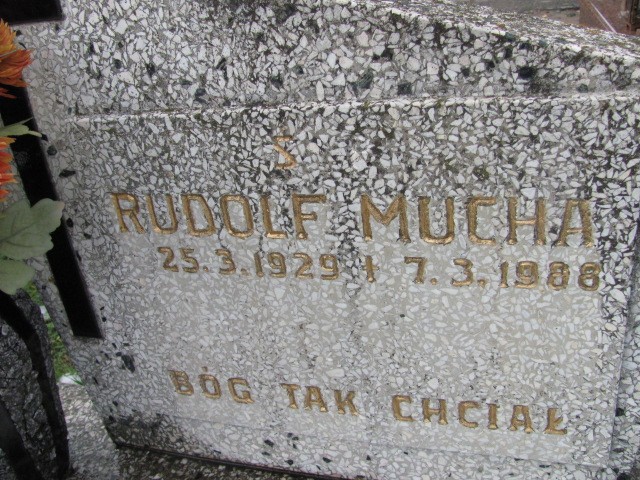 Ś
RUDOLF MUCHA
25.3.1929 † 7.3.1988
BÓG TAK CHCIAŁ